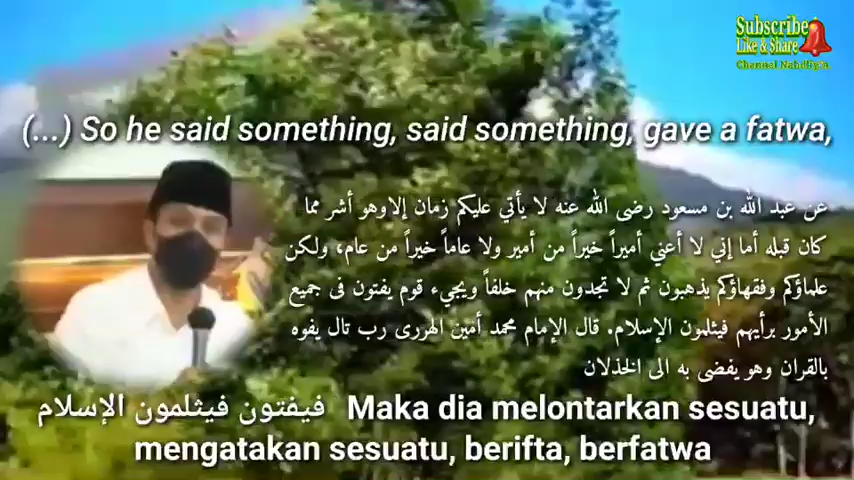 Subscribe
Like & Share
Channel Nahdliyin
(...) So he said something, said something, gave a fatwa,
عن عبد الله بن مسعود رضى الله عنه لا يأتي عليكم زمان إلاوهو أشر مما
كان قبله أما إني لا أعني أميراً خيراً من أمير ولا عاماً خيراً من عام، ولكن
علماؤكم وفقهاؤكم يذهبون ثم لا تجدون منهم خلفاً ويجيء قوم يفتون فى جميع
الأمور برأيهم فيثلمون الإسلام. قال الإمام محمد أمين الهررى رب تال يفوه
بالقران وهو يفضى به الى الخذلان
فيفتون فيثلمون الإسلام Maka dia melontarkan sesuatu,
mengatakan sesuatu, berifta, berfatwa